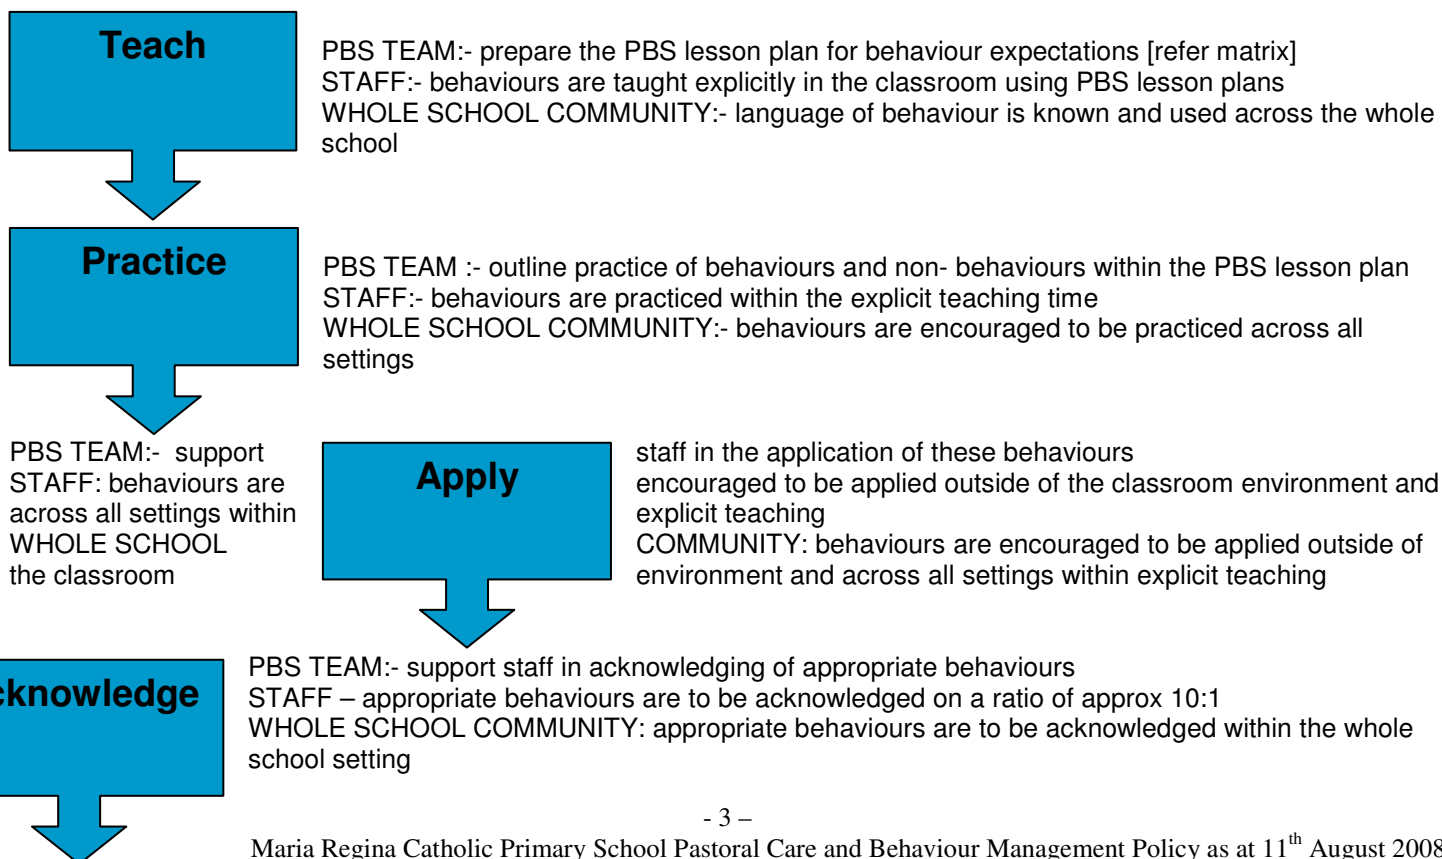 Teach
PBS TEAM:- prepare the PBS lesson plan for behaviour expectations [refer matrix]
STAFF:- behaviours are taught explicitly in the classroom using PBS lesson plans
WHOLE SCHOOL COMMUNITY:- language of behaviour is known and used across the whole
school
Practice
PBS TEAM :- outline practice of behaviours and non- behaviours within the PBS lesson plan
STAFF:- behaviours are practiced within the explicit teaching time
WHOLE SCHOOL COMMUNITY:- behaviours are encouraged to be practiced across all
settings
Apply
PBS TEAM:- support staff in the application of these behaviours
STAFF: behaviours are encouraged to be applied outside of the classroom environment and
across all settings within explicit teaching
WHOLE SCHOOL COMMUNITY: behaviours are encouraged to be applied outside of
the classroom environment and across all settings within explicit teaching
cknowledge
PBS TEAM:- support staff in acknowledging of appropriate behaviours
STAFF – appropriate behaviours are to be acknowledged on a ratio of approx 10:1
WHOLE SCHOOL COMMUNITY: appropriate behaviours are to be acknowledged within the whole
school setting
- 3 –
Maria Regina Catholic Primary School Pastoral Care and Behaviour Management Policy as at 11th August 2008